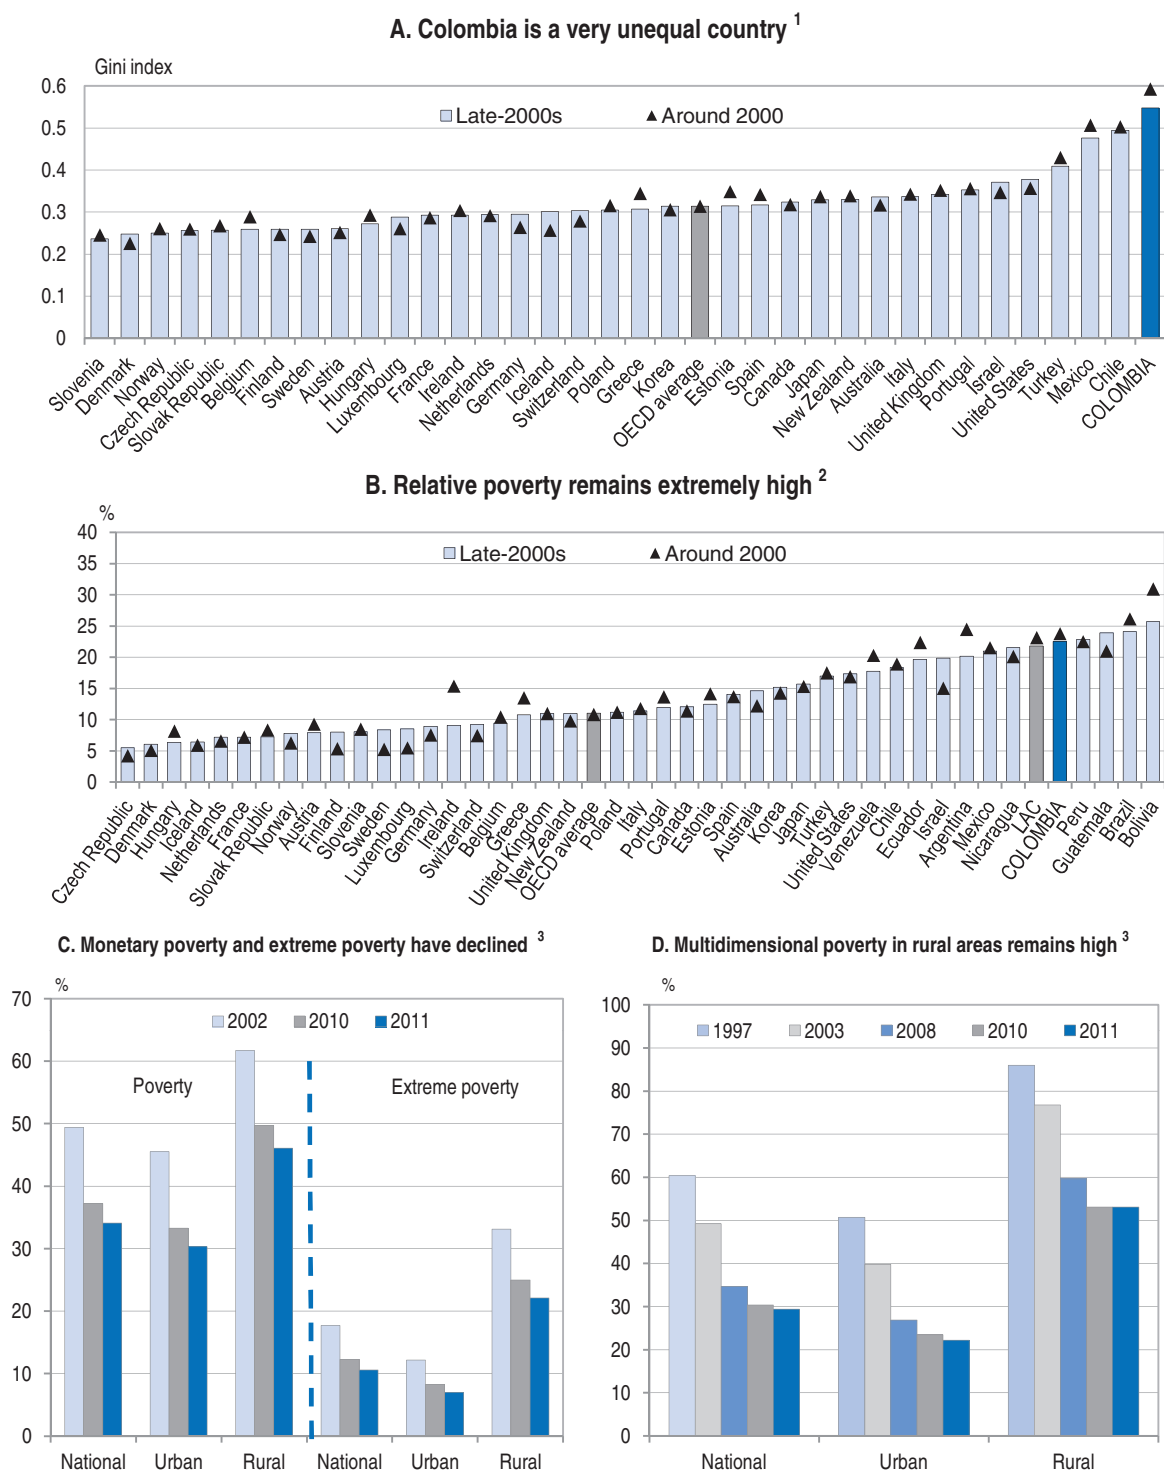 A. Colombia is a very unequal country 1
Gini index
Late-2000s
Around 2000
0.6
0.5
0.4
0.3
0.2
0.1
0
Slovenia
Denmark
Norway
Czech Republic
Slovak Republic
Belgium
Finland
Sweden
Austria
Hungary
Luxembourg
France
Ireland
Netherlands
Germany
Iceland
Switzerland
Poland
Greece
Korea
OECD average
Estonia
Spain
Canada
Japan
New Zealand
Australia
Italy
United Kingdom
Portugal
Israel
United States
Turkey
Mexico
Chile
COLOMBIA
B. Relative poverty remains extremely high 2
%
Late-2000s
Around 2000
40
35
30
25
20
15
10
5
0
Czech Republic
Denmark
Hungary
Iceland
Netherlands
France
Slovak Republic
Norway
Austria
Finland
Slovenia
Sweden
Luxembourg
Germany
Ireland
Switzerland
Belgium
Greece
United Kingdom
New Zealand
OECD average
Poland
Italy
Portugal
Canada
Estonia
Spain
Australia
Korea
Japan
Turkey
United States
Venezuela
Chile
Ecuador
Israel
Argentina
Mexico
Nicaragua
LAC
COLOMBIA
Peru
Guatemala
Brazil
Bolivia
C. Monetary poverty and extreme poverty have declined 3
%
2002
2010
2011
Poverty
Extreme poverty
70
60
50
40
30
20
10
0
National
Urban
Rural
National
Urban
Rural
D. Multidimensional poverty in rural areas remains high 3
%
1997
2003
2008
2010
2011
100
90
80
70
60
50
40
30
20
10
0
National
Urban
Rural